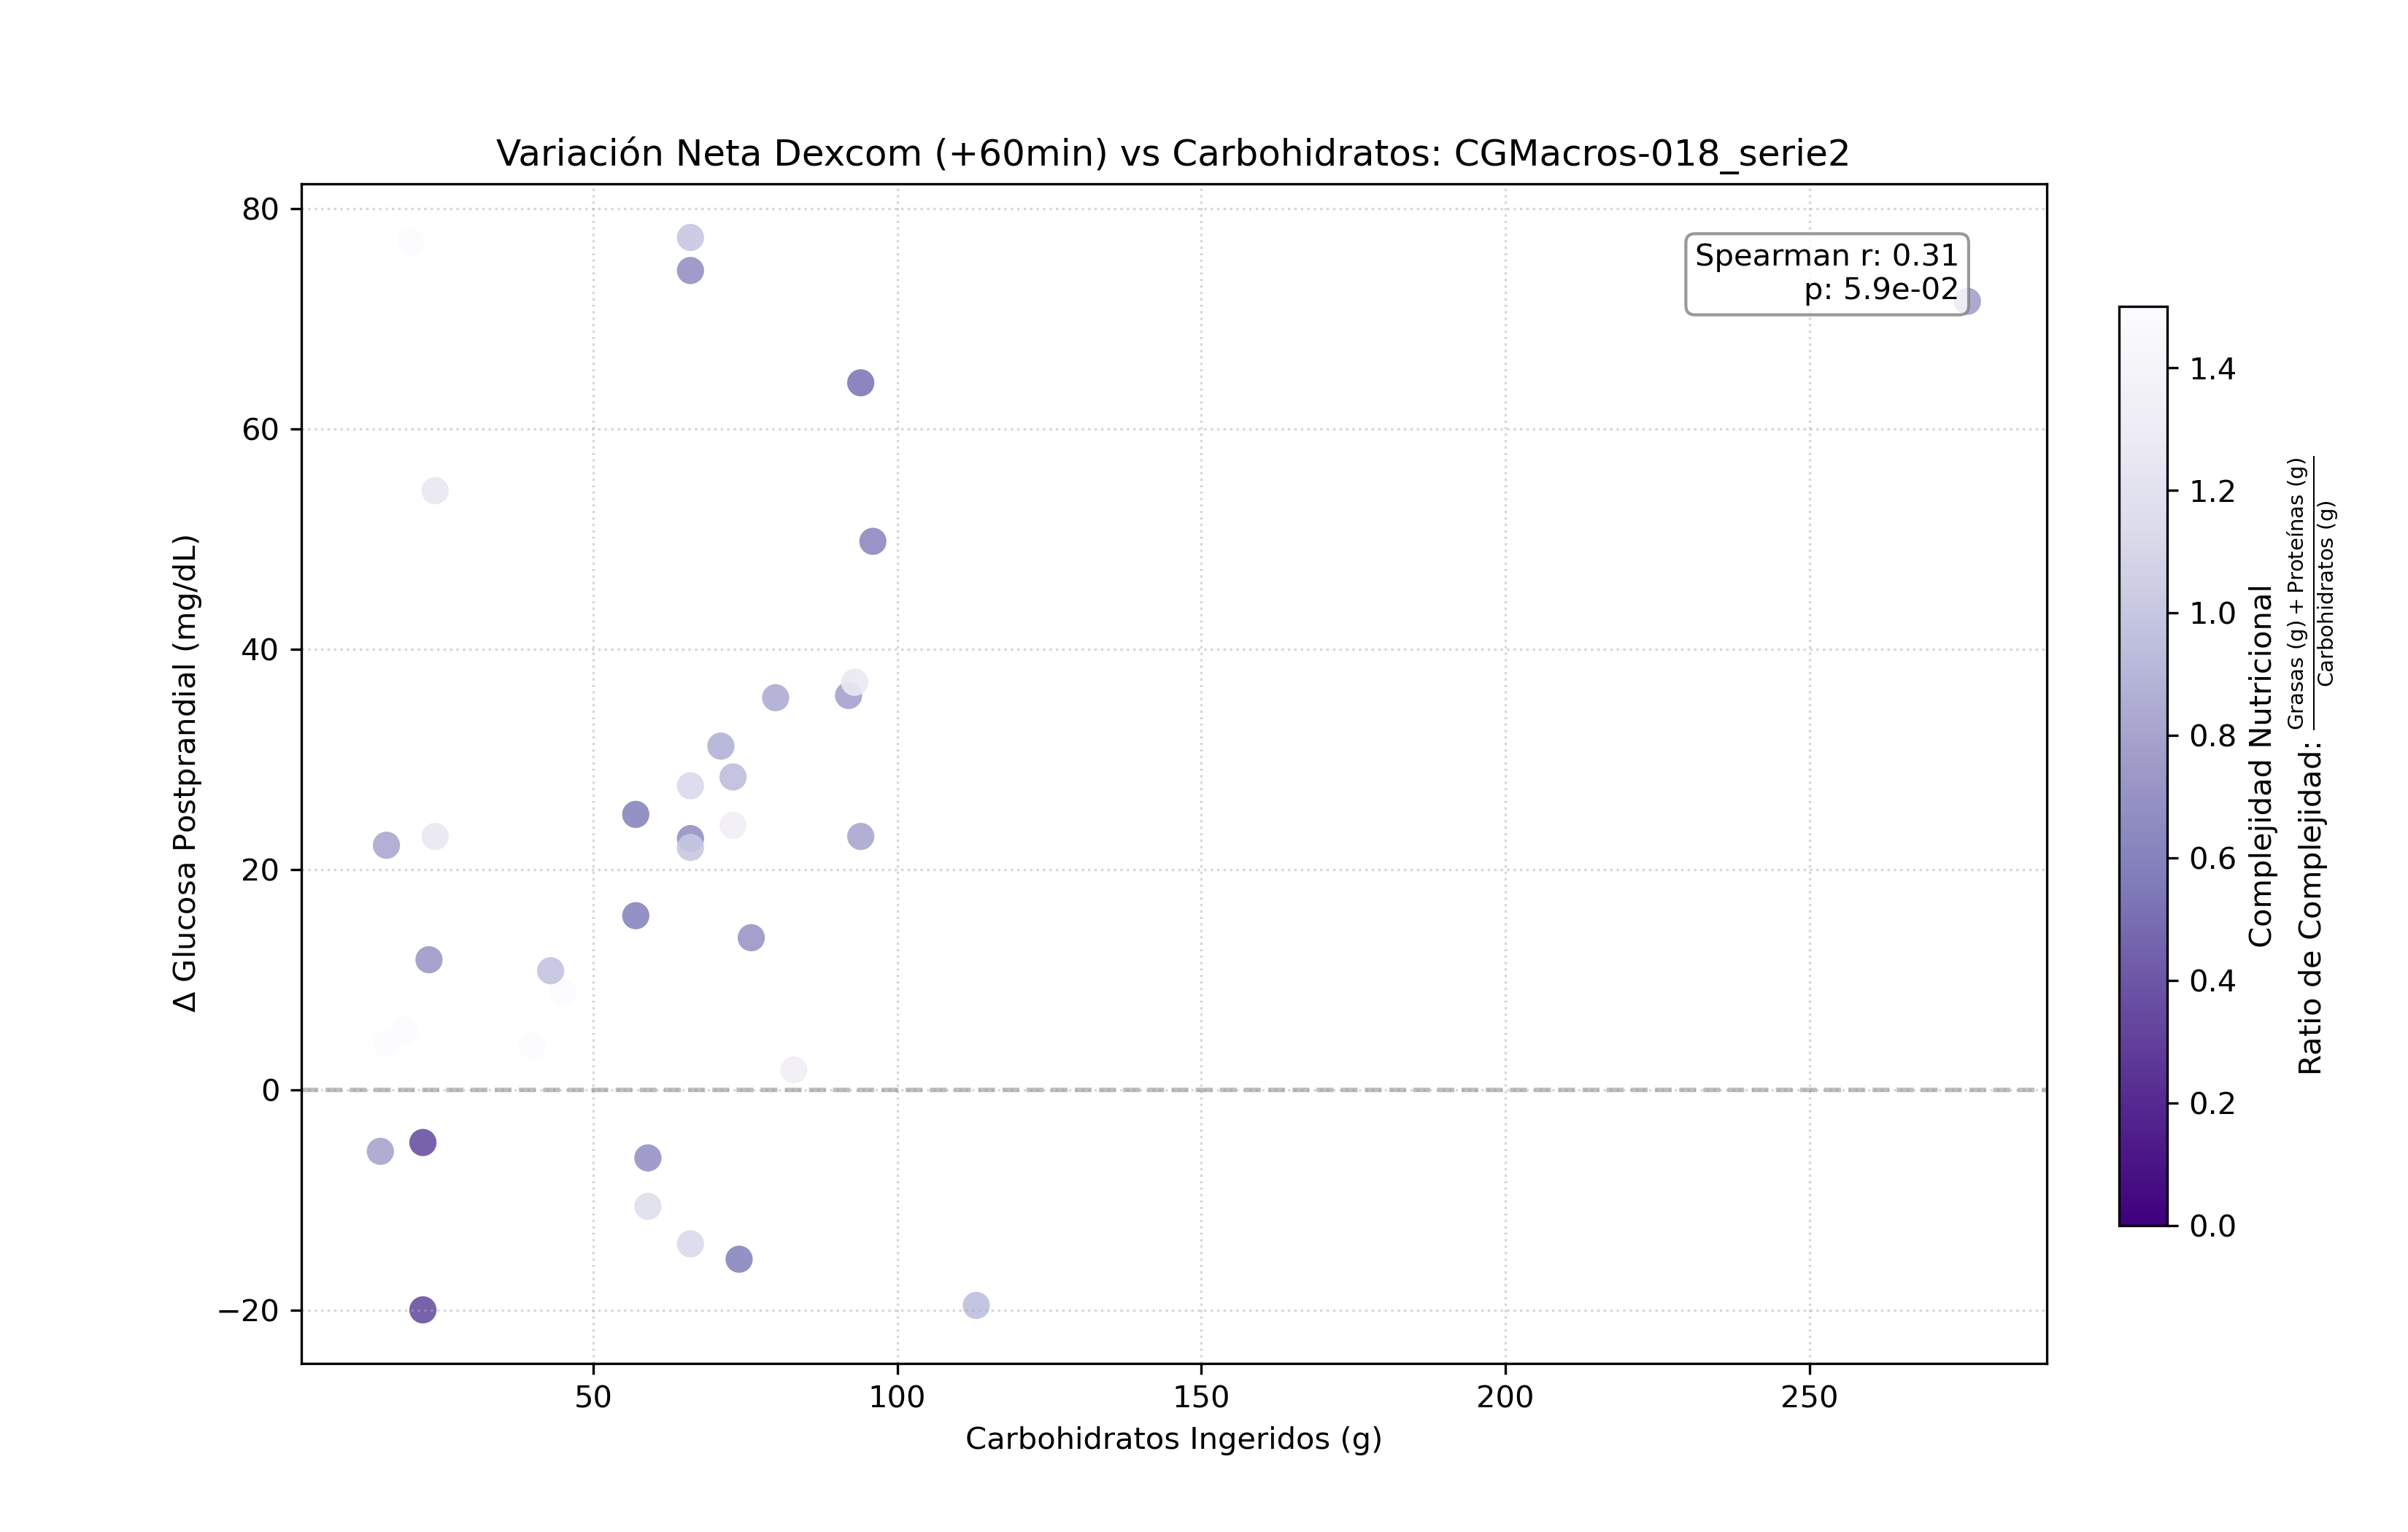 Variación Neta Dexcom (+60min) vs Carbohidratos: CGMacros-018_serie2
Δ Glucosa Postprandial (mg/dL)
80
60
40
20
0
−20
50
100
150
200
250
Carbohidratos Ingeridos (g)
Spearman r: 0.31
p: 5.9e-02
1.4
1.2
1.0
0.8
0.6
0.4
0.2
0.0
Complejidad Nutricional
Ratio de Complejidad: Grasas (g) + Proteínas (g)
Carbohidratos (g)